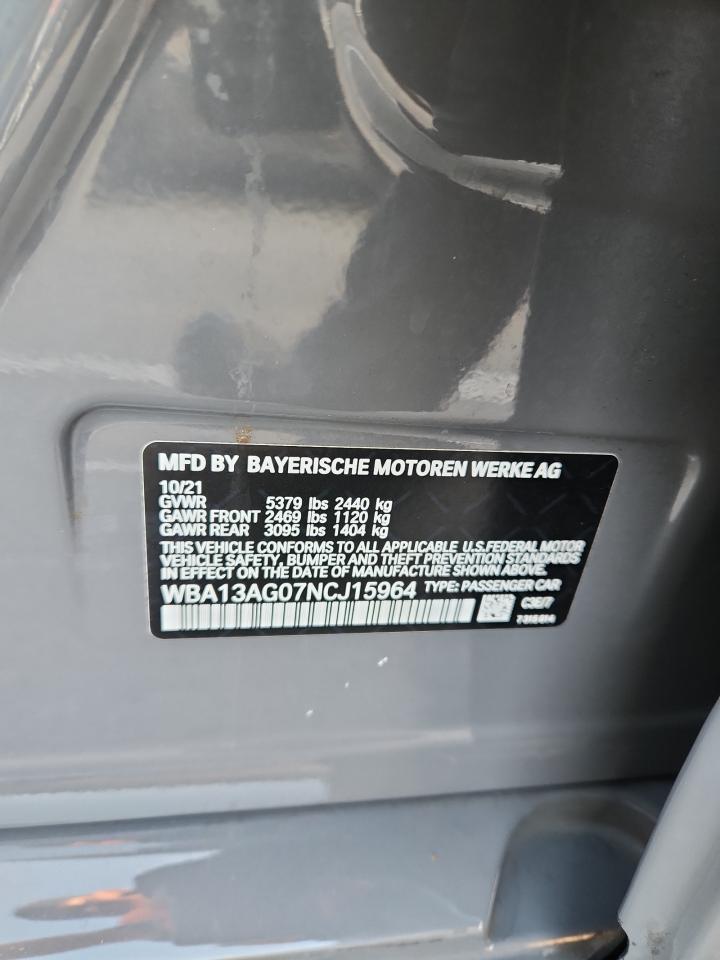 MFD BY BAYERISCHE MOTOREN WERKE AG
10/21
GVWR 5379 lbs 2440 kg
GAWR FRONT 2469 lbs 1120 kg
GAWR REAR 3095 lbs 1404 kg
THIS VEHICLE CONFORMS TO ALL APPLICABLE U.S.FEDERAL MOTOR
VEHICLE SAFETY, BUMPER AND THEFT PREVENTION STANDARDS
IN EFFECT ON THE DATE OF MANUFACTURE SHOWN ABOVE.
WBA13AG07NCJ15964 TYPE: PASSENGER CAR
C3E/7